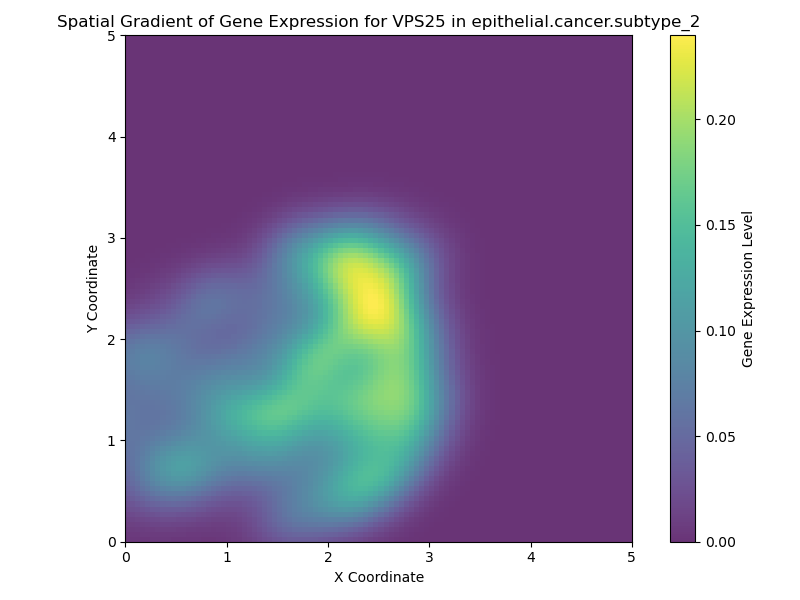 Spatial Gradient of Gene Expression for VPS25 in epithelial.cancer.subtype_2
5
4
3
2
1
0
Y Coordinate
0 1 2 3 4 5
X Coordinate
0.20
0.15
0.10
0.05
0.00
Gene Expression Level